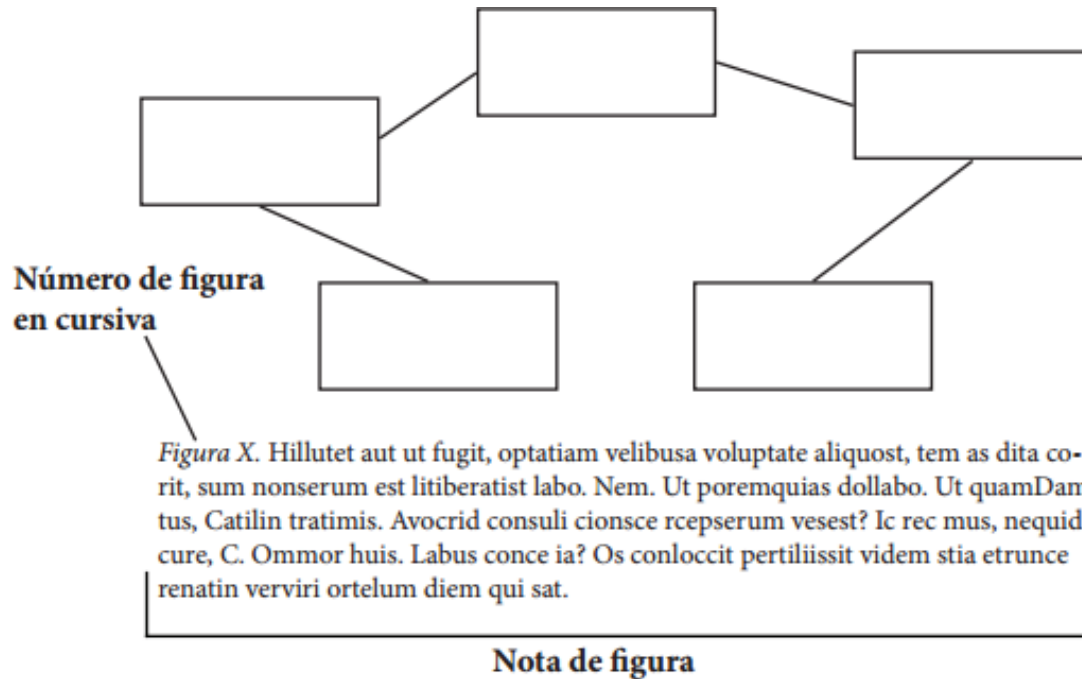 Número de figura
en cursiva
Figura X. Hillutet aut ut fugit, optatiam velibusa voluptate aliquost, tem as dita co-
rit, sum nonserum est litiberatist labo. Nem. Ut poremquias dollabo. Ut quamDam
tus, Catilin tratimis. Avocrid consuli cionsce rcepserum vesest? Ic rec mus, nequid
cure, C. Ommor huis. Labus conce ia? Os conloccit pertiliissit videm stia etrunce
renatin verviri ortelum diem qui sat.
Nota de figura